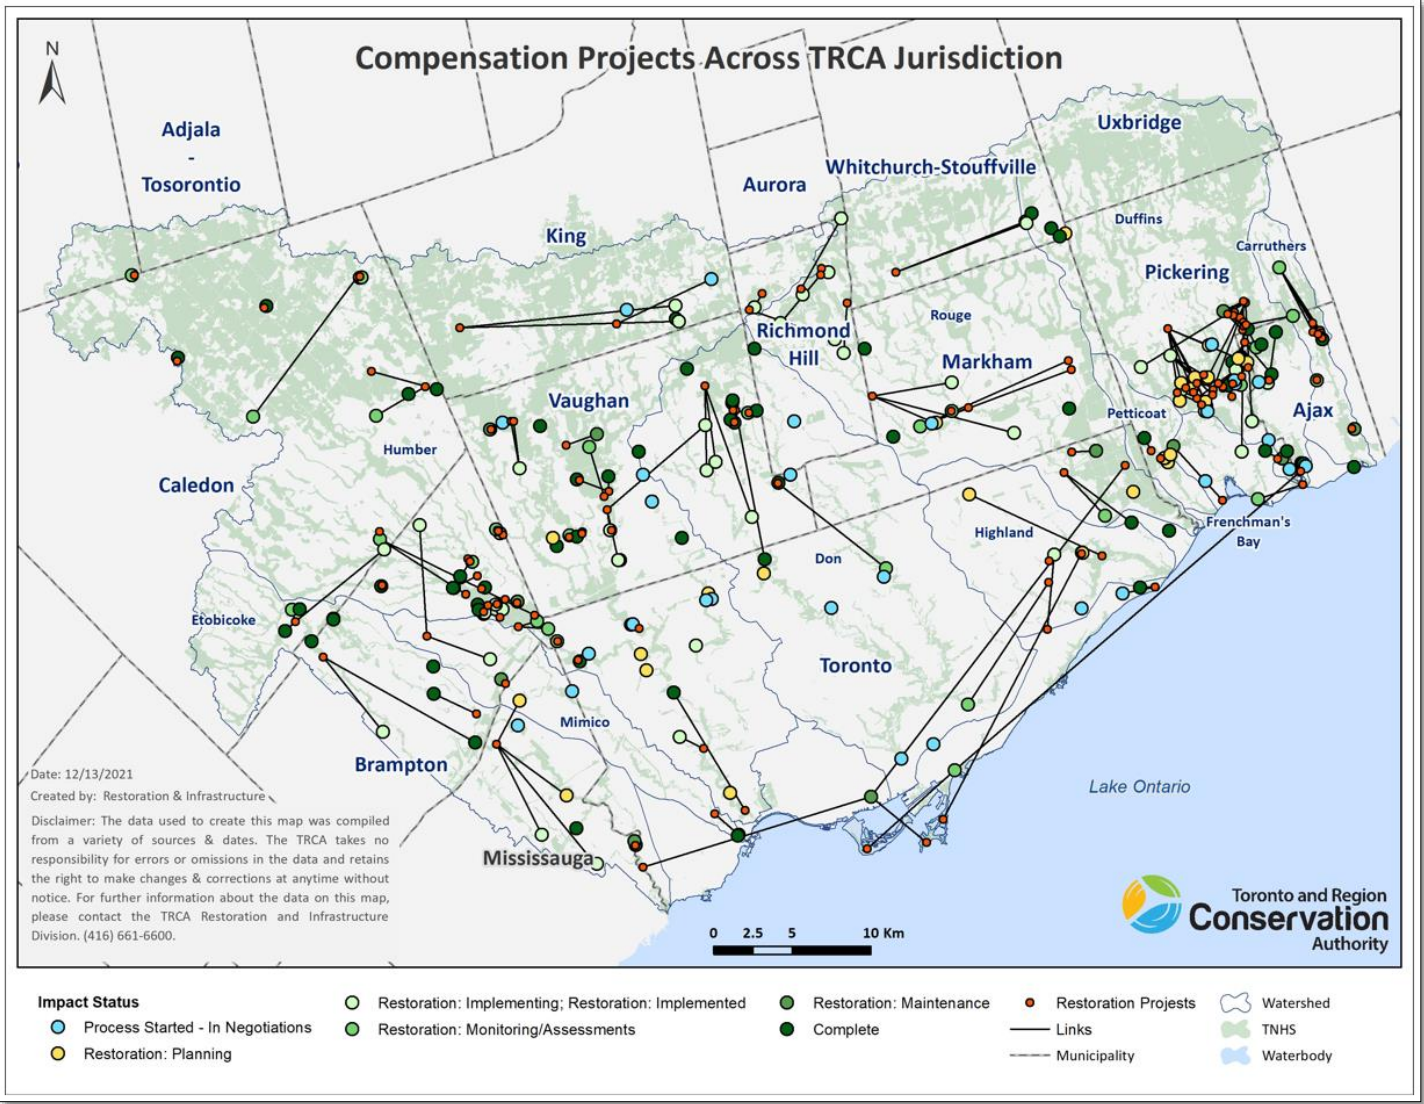 Compensation Projects Across TRCA Jurisdiction
N
Adjala
-
Tosorontio
Uxbridge
Whitchurch-Stouffville
Aurora
King
Duffins
Carruthers
Pickering
Rouge
Richmond
Hill
Markham
Vaughan
Petticoat
Ajax
Humber
Caledon
Highland
Frenchman's
Bay
Don
Etobicoke
Toronto
Mimico
Brampton
Lake Ontario
Mississauga
Date: 12/13/2021
Created by: Restoration & Infrastructure
Disclaimer: The data used to create this map was compiled
from a variety of sources & dates. The TRCA takes no
responsibility for errors or omissions in the data and retains
the right to make changes & corrections at anytime without
notice. For further information about the data on this map,
please contact the TRCA Restoration and Infrastructure
Division. (416) 661-6600.
0 2.5 5 10 Km
Toronto and Region
Conservation
Authority
Impact Status
Process Started - In Negotiations
Restoration: Planning
Restoration: Implementing; Restoration: Implemented
Restoration: Monitoring/Assessments
Restoration: Maintenance
Complete
Restoration Projests
Links
Municipality
Watershed
TNHS
Waterbody